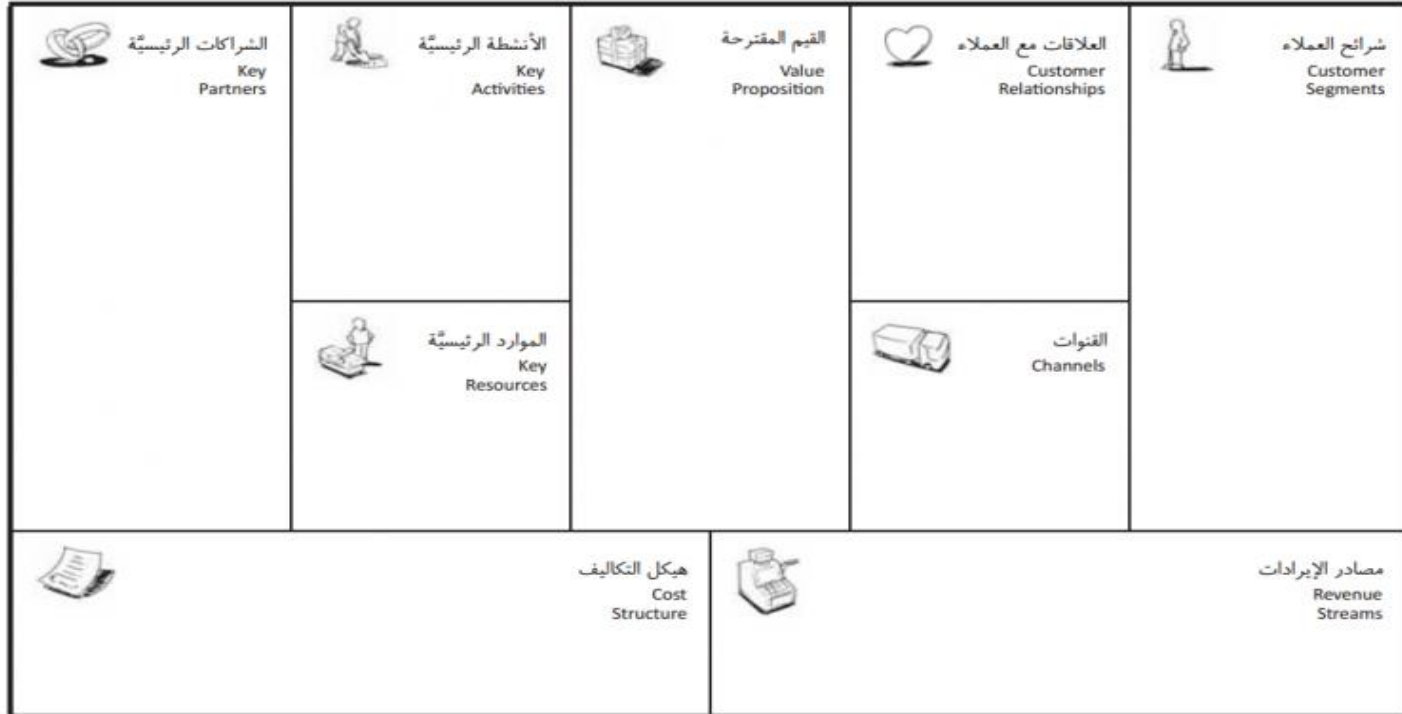 الشراكات الرئيسيَّة
Key
Partners
الأنشطة الرئيسيَّة
Key
Activities
القيم المقترحة
Value
Proposition
العلاقات مع العملاء
Customer
Relationships
شرائح العملاء
Customer
Segments
الموارد الرئيسيَّة
Key
Resources
القنوات
Channels
هيكل التكاليف
Cost
Structure
مصادر الإيرادات
Revenue
Streams